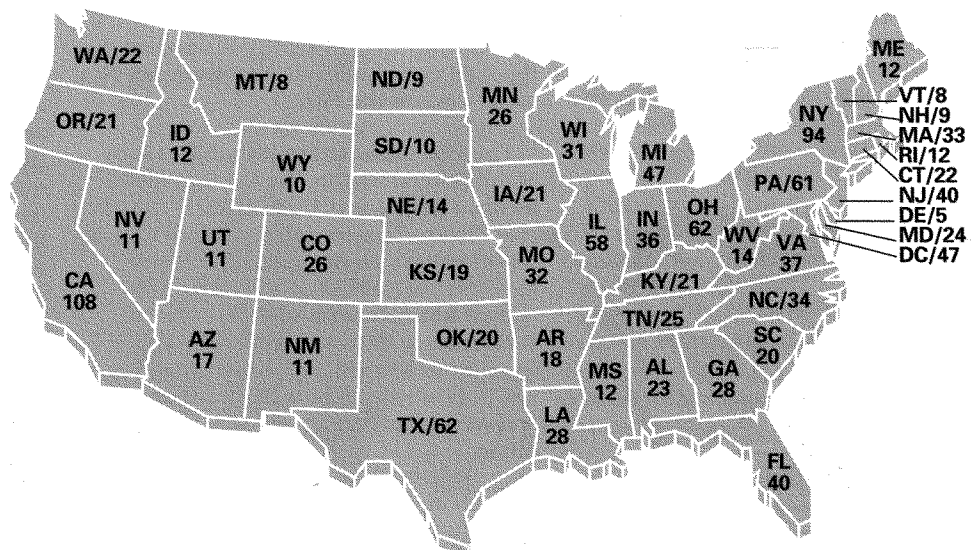 WA/22
MT/8
ND/9
MN
26
ME
12
OR/21
ID
12
WY
10
SD/10
WI
31
MI
47
NY
94
VT/8
NH/9
MA/33
RI/12
CT/22
NJ/40
DE/5
MD/24
DC/47
NV
11
UT
11
CO
26
NE/14
IA/21
IL
58
IN
36
OH
62
PA/61
WV
14
VA
37
CA
108
KS/19
MO
32
KY/21
NC/34
TN/25
SC
20
AZ
17
NM
11
OK/20
AR
18
MS
12
AL
23
GA
28
TX/62
LA
28
FL
40